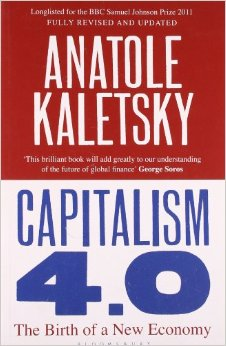 Longlisted for the BBC Samuel Johnson Prize 2011
FULLY REVISED AND UPDATED
ANATOLE
KALETSKY
'This brilliant book will add greatly to our understanding
of the future of global finance' George Soros
CAPITALISM
4.0
The Birth of a New Economy
BLOOMSBURY